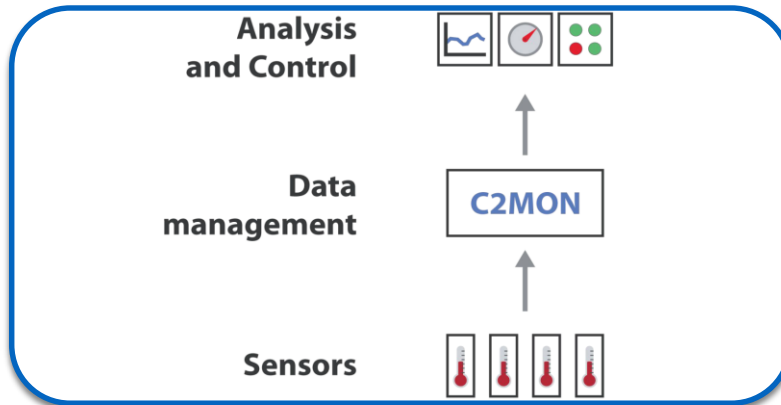 Analysis
and Control
Data
management
C2MON
Sensors